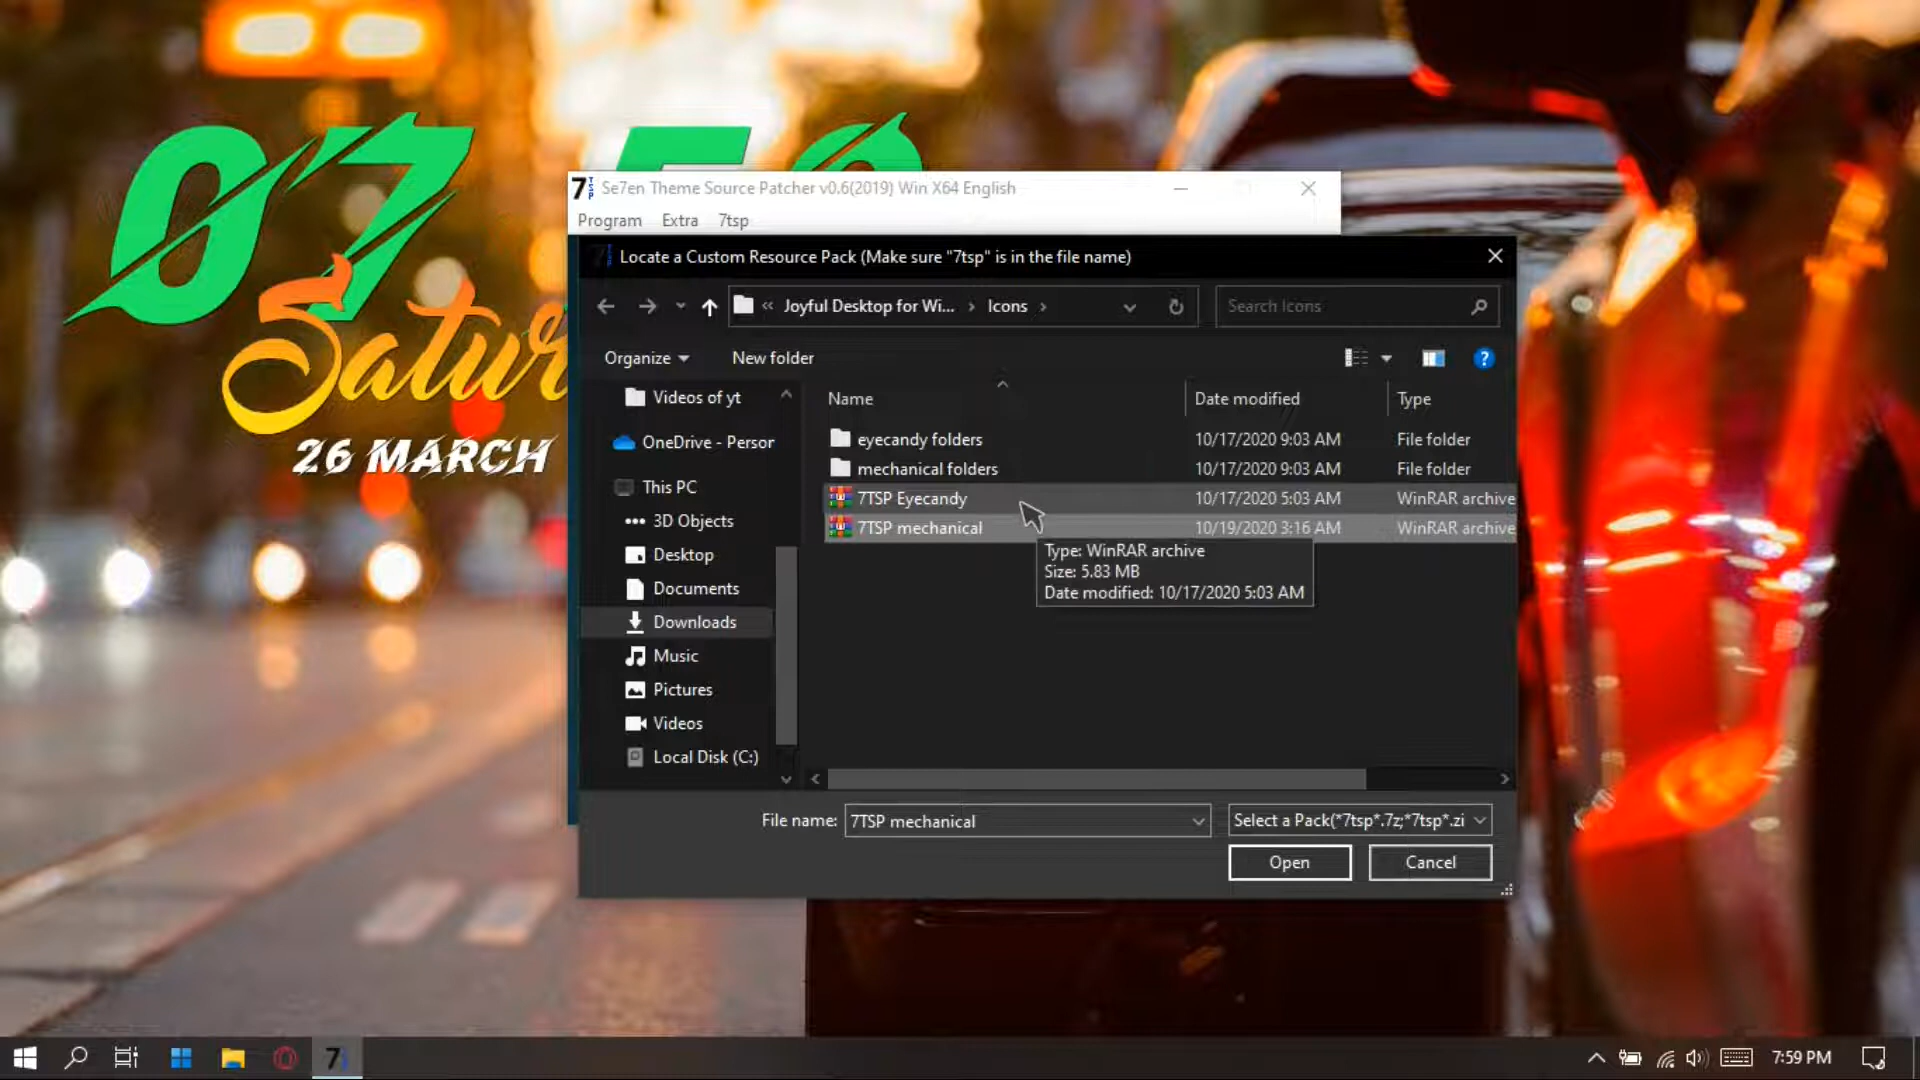 07
Satur
26 MARCH
7 TSP
Se7en Theme Source Patcher v0.6(2019) Win X64 English
Program Extra 7tsp
Locate a Custom Resource Pack (Make sure "7tsp" is in the file name)
« Joyful Desktop for Wi... > Icons >
Search Icons
Organize New folder
Name Date modified Type
Videos of yt
OneDrive - Person
This PC
3D Objects
Desktop
Documents
Downloads
Music
Pictures
Videos
Local Disk (C:)
eyecandy folders 10/17/2020 9:03 AM File folder
mechanical folders 10/17/2020 9:03 AM File folder
7TSP Eyecandy 10/17/2020 5:03 AM WinRAR archive
7TSP mechanical 10/19/2020 3:16 AM WinRAR archive
Type: WinRAR archive
Size: 5.83 MB
Date modified: 10/17/2020 5:03 AM
File name: 7TSP mechanical
Select a Pack(*7tsp*.7z;*7tsp*.zi
Open Cancel
7:59 PM